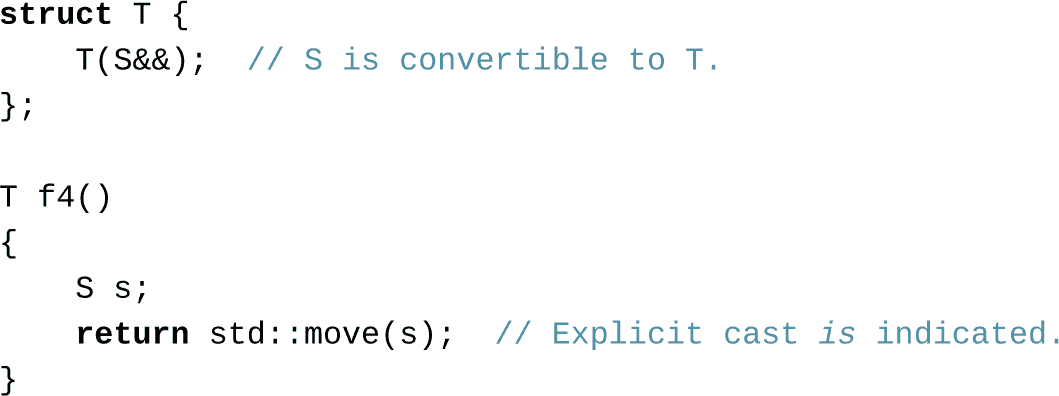 struct T {
    T(S&&);  // S is convertible to T.
};

T f4()
{
    S s;
    return std::move(s);  // Explicit cast is indicated.
}